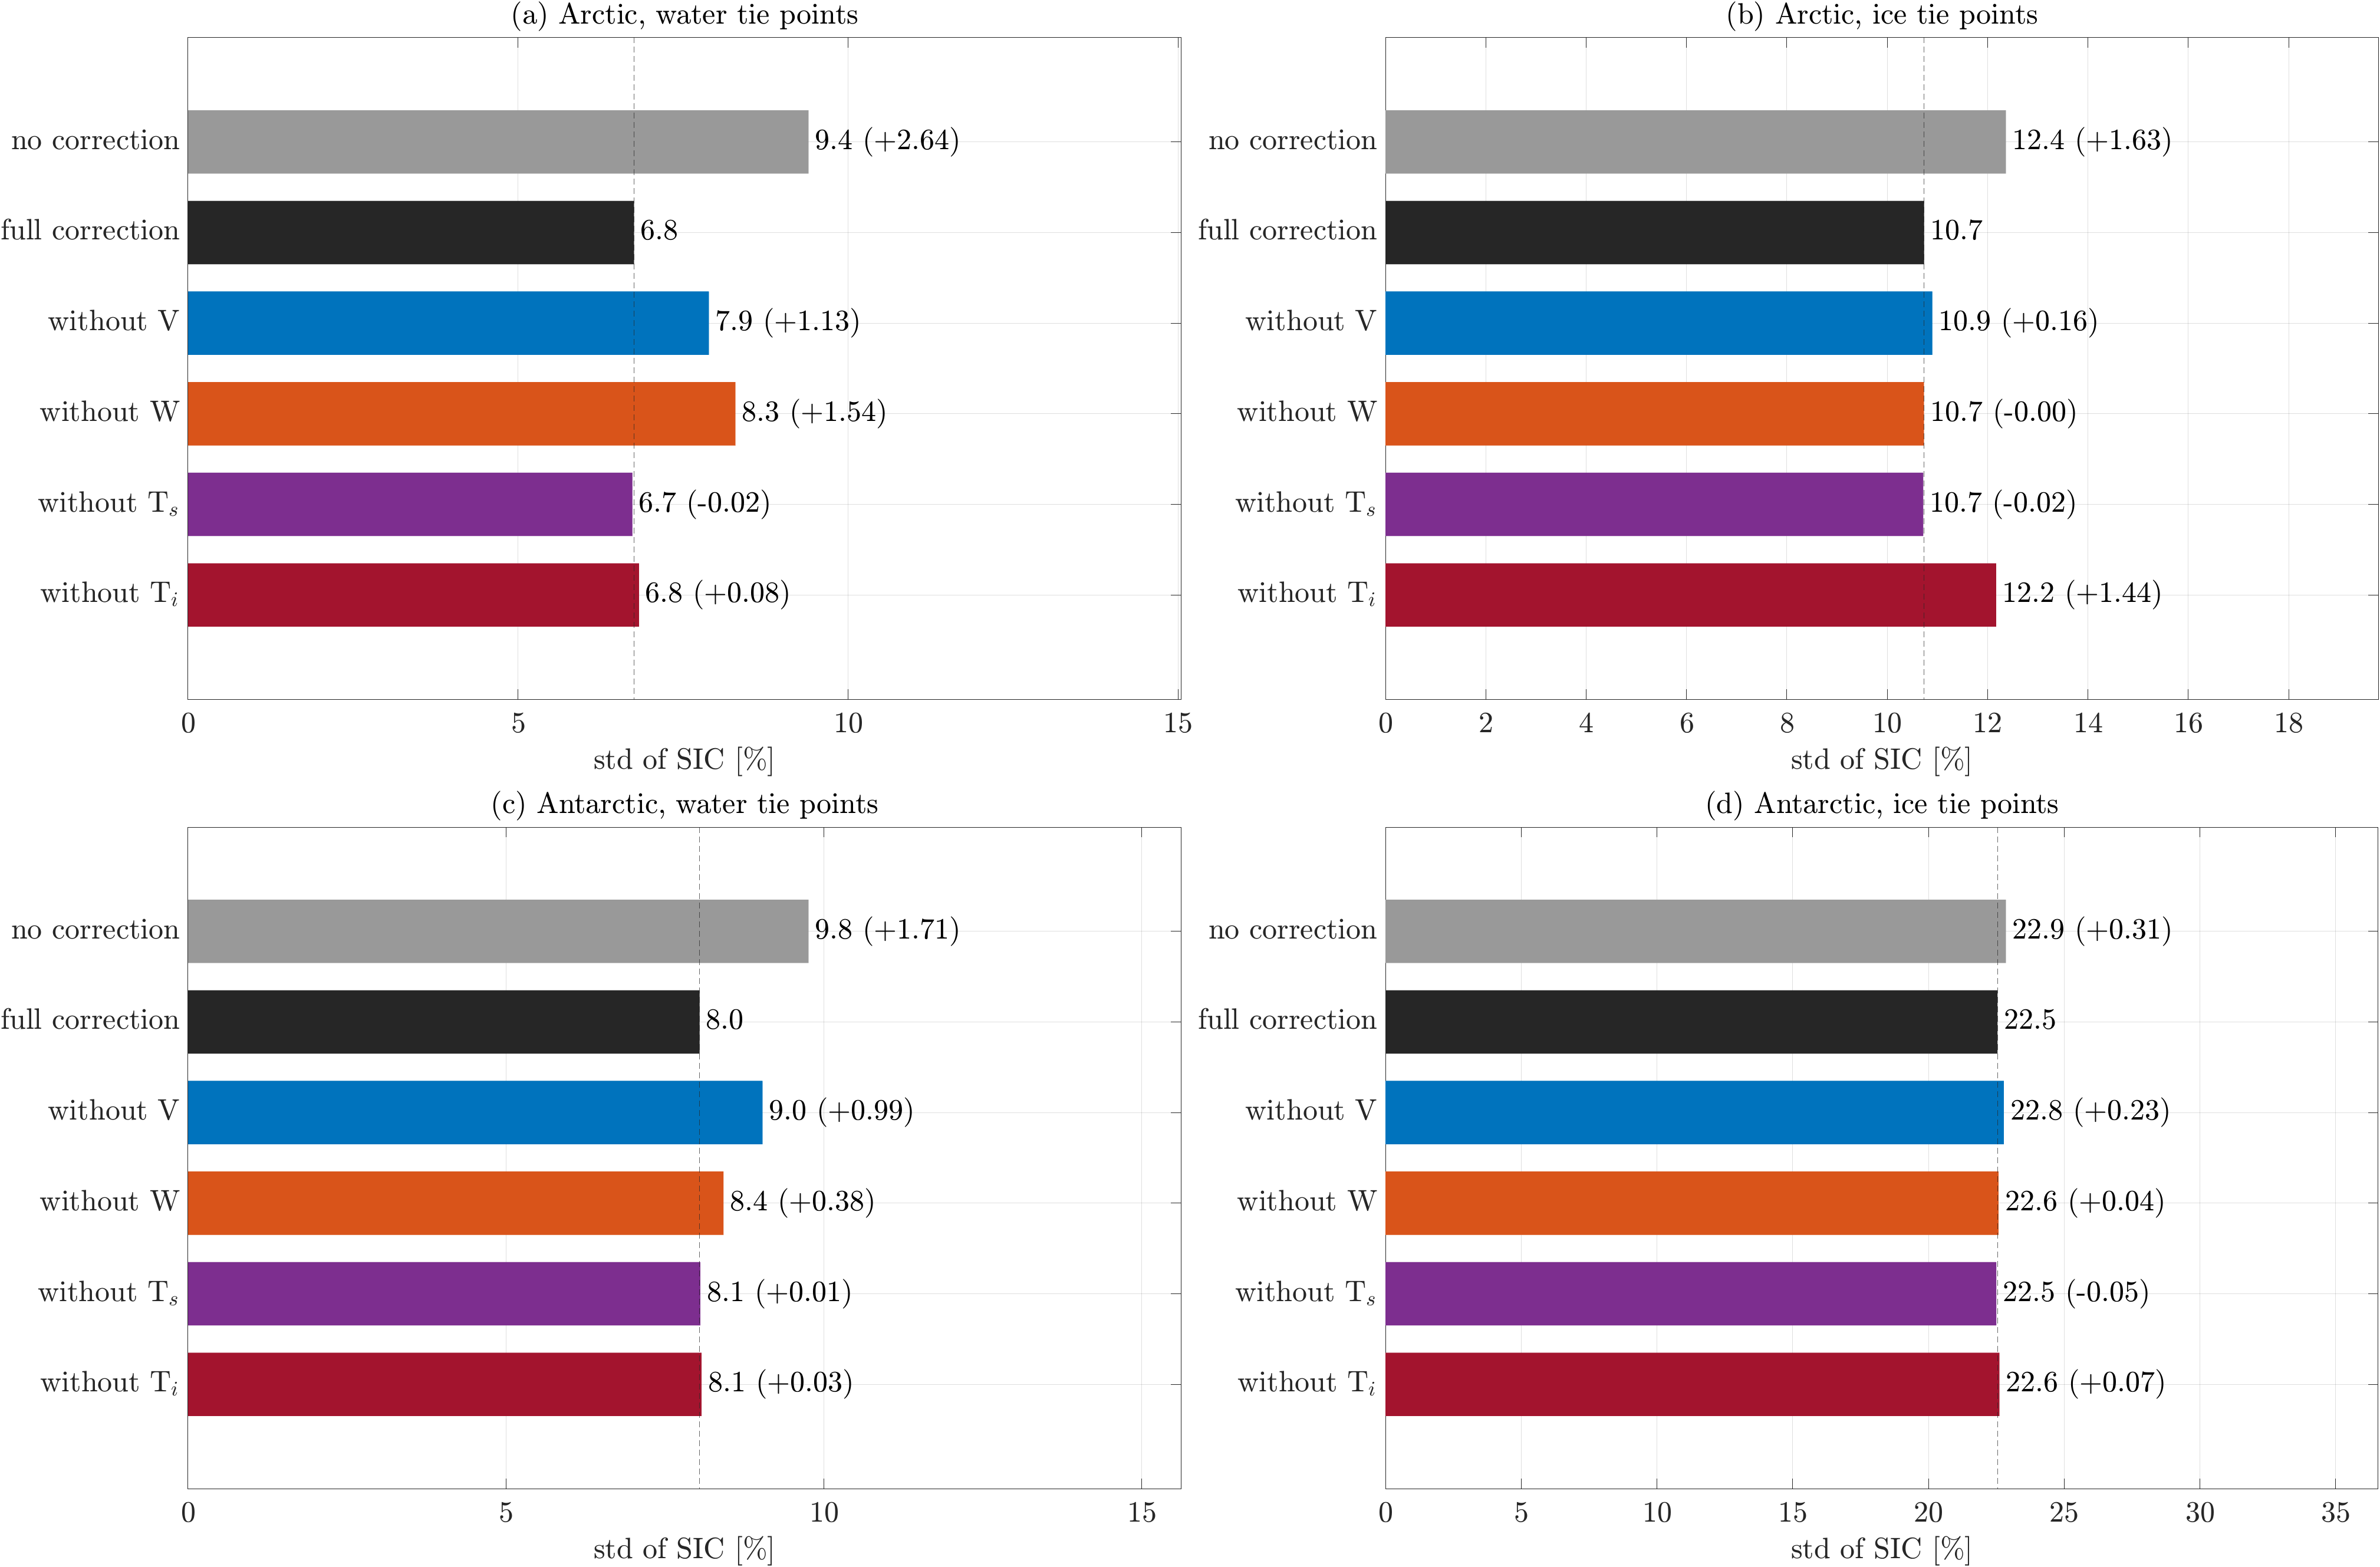 (a) Arctic, water tie points
no correction 9.4 (+2.64)
full correction 6.8
without V 7.9 (+1.13)
without W 8.3 (+1.54)
without Tₛ 6.7 (-0.02)
without Tᵢ 6.8 (+0.08)
0 5 10 15
std of SIC [%]
(b) Arctic, ice tie points
no correction 12.4 (+1.63)
full correction 10.7
without V 10.9 (+0.16)
without W 10.7 (-0.00)
without Tₛ 10.7 (-0.02)
without Tᵢ 12.2 (+1.44)
0 2 4 6 8 10 12 14 16 18
std of SIC [%]
(c) Antarctic, water tie points
no correction 9.8 (+1.71)
full correction 8.0
without V 9.0 (+0.99)
without W 8.4 (+0.38)
without Tₛ 8.1 (+0.01)
without Tᵢ 8.1 (+0.03)
0 5 10 15
std of SIC [%]
(d) Antarctic, ice tie points
no correction 22.9 (+0.31)
full correction 22.5
without V 22.8 (+0.23)
without W 22.6 (+0.04)
without Tₛ 22.5 (-0.05)
without Tᵢ 22.6 (+0.07)
0 5 10 15 20 25 30 35
std of SIC [%]